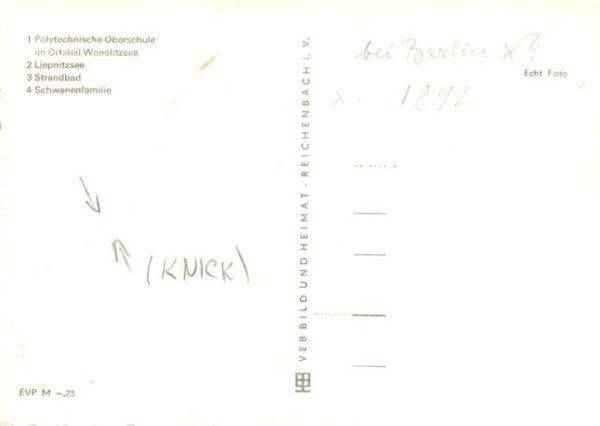 1 Polytechnische Oberschule
im Ortsteil Wandlitzsee
2 Liepnitzsee
3 Strandbad
4 Schwanenfamilie
(KNICK)
EVP M –.25
VEB BILD UND HEIMAT - REICHENBACH i. V.
bei Berlin x?
Echt Foto
1292